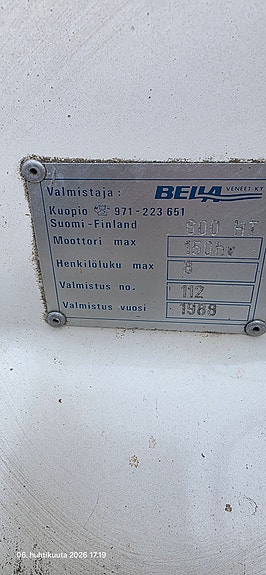 Valmistaja: BELLA VENEET KY
Kuopio ☎ 971-223 651
Suomi-Finland 600 HT
Moottori max 150hv
Henkilöluku max 8
Valmistus no. 112
Valmistus vuosi 1988
06. huhtikuuta 2026 17.19